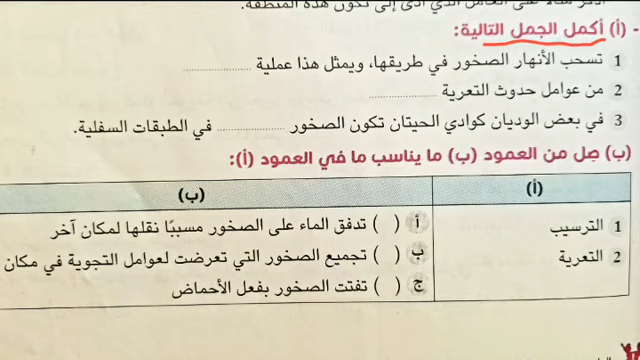 - (أ) أكمل الجمل التالية:
1 تسحب الأنهار الصخور في طريقها، ويمثل هذا عملية ..............
2 من عوامل حدوث التعرية ..............
3 في بعض الوديان كوادي الحيتان تكون الصخور .............. في الطبقات السفلية.
(ب) صِل من العمود (ب) ما يناسب ما في العمود (أ):
(أ) (ب)
1 الترسيب أ ( ) تدفق الماء على الصخور مسببًا نقلها لمكان آخر
2 التعرية ب ( ) تجميع الصخور التي تعرضت لعوامل التجوية في مكان
ج ( ) تفتت الصخور بفعل الأحماض